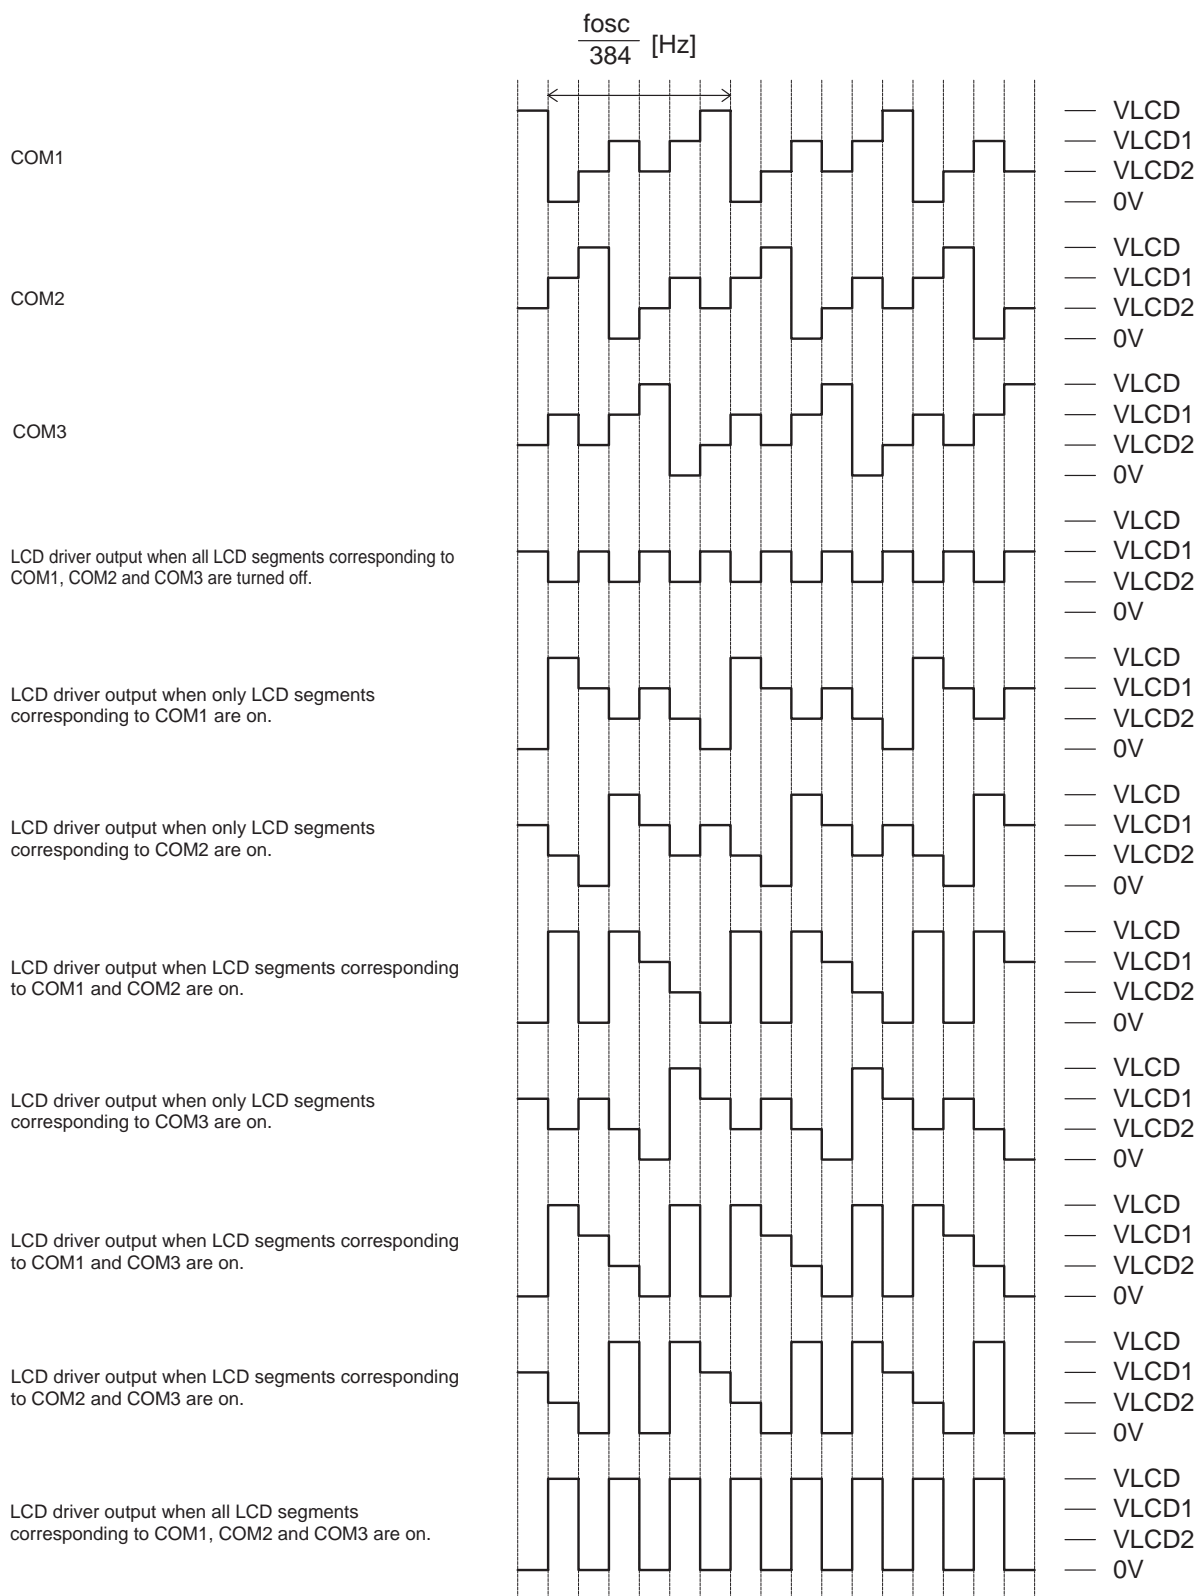 fosc
384 [Hz]
COM1
VLCD
VLCD1
VLCD2
0V
COM2
VLCD
VLCD1
VLCD2
0V
COM3
VLCD
VLCD1
VLCD2
0V
LCD driver output when all LCD segments corresponding to
COM1, COM2 and COM3 are turned off.
VLCD
VLCD1
VLCD2
0V
LCD driver output when only LCD segments
corresponding to COM1 are on.
VLCD
VLCD1
VLCD2
0V
LCD driver output when only LCD segments
corresponding to COM2 are on.
VLCD
VLCD1
VLCD2
0V
LCD driver output when LCD segments corresponding
to COM1 and COM2 are on.
VLCD
VLCD1
VLCD2
0V
LCD driver output when only LCD segments
corresponding to COM3 are on.
VLCD
VLCD1
VLCD2
0V
LCD driver output when LCD segments corresponding
to COM1 and COM3 are on.
VLCD
VLCD1
VLCD2
0V
LCD driver output when LCD segments corresponding
to COM2 and COM3 are on.
VLCD
VLCD1
VLCD2
0V
LCD driver output when all LCD segments
corresponding to COM1, COM2 and COM3 are on.
VLCD
VLCD1
VLCD2
0V